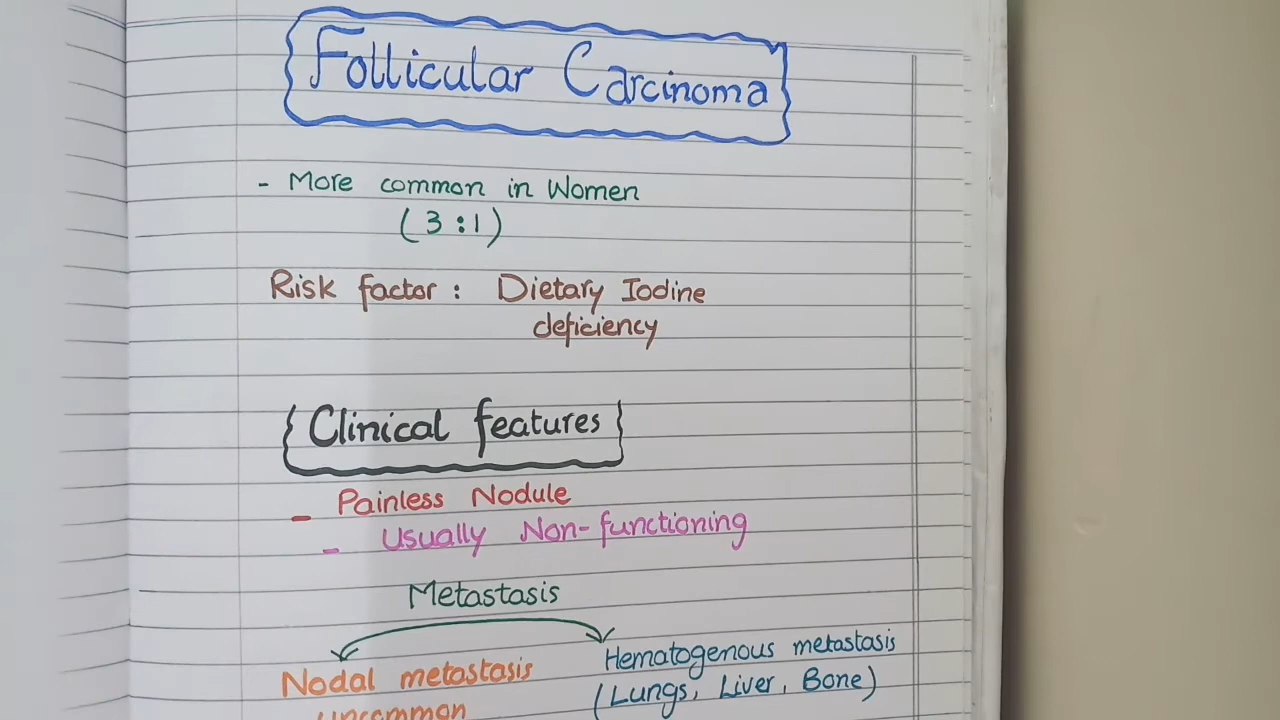 Follicular Carcinoma
- More common in Women
(3:1)
Risk factor: Dietary Iodine
deficiency
Clinical features
- Painless Nodule
- Usually Non-functioning
Metastasis
Nodal metastasis
uncommon
Hematogenous metastasis
(Lungs, Liver, Bone)